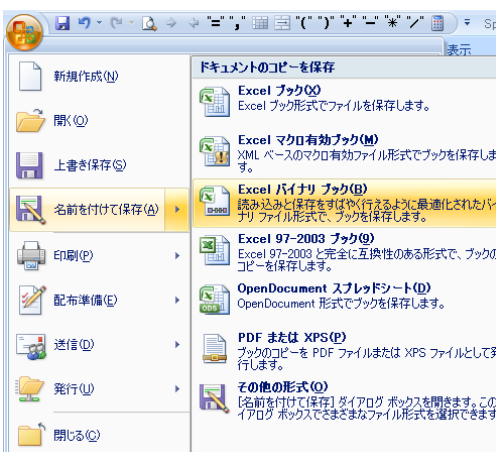 "=" "," "(" ")" "+" "-" "*" "/"
表示
新規作成(N)
開く(O)
上書き保存(S)
名前を付けて保存(A)
印刷(P)
配布準備(E)
送信(D)
発行(U)
閉じる(C)
ドキュメントのコピーを保存
Excel ブック(X)
Excel ブック形式でファイルを保存します。
Excel マクロ有効ブック(M)
XML ベースのマクロ有効ファイル形式でブックを保存しま
す。
Excel バイナリ ブック(B)
読み込みと保存をすばやく行えるように最適化されたバイ
ナリ ファイル形式で、ブックを保存します。
Excel 97-2003 ブック(9)
Excel 97-2003 と完全に互換性のある形式で、ブックの
コピーを保存します。
OpenDocument スプレッドシート(D)
OpenDocument 形式でブックを保存します。
PDF または XPS(P)
ブックのコピーを PDF ファイルまたは XPS ファイルとして発
行します。
その他の形式(O)
[名前を付けて保存] ダイアログ ボックスを開きます。この
イアログ ボックスでさまざまなファイル形式を選択できます